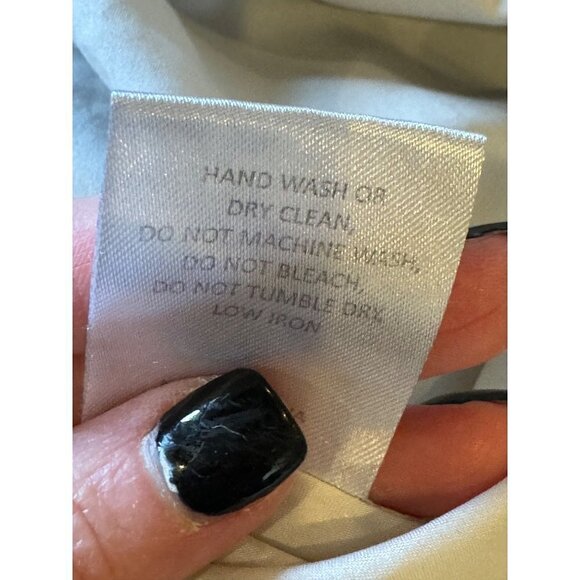 HAND WASH OR
DRY CLEAN,
DO NOT MACHINE WASH,
DO NOT BLEACH,
DO NOT TUMBLE DRY,
LOW IRON